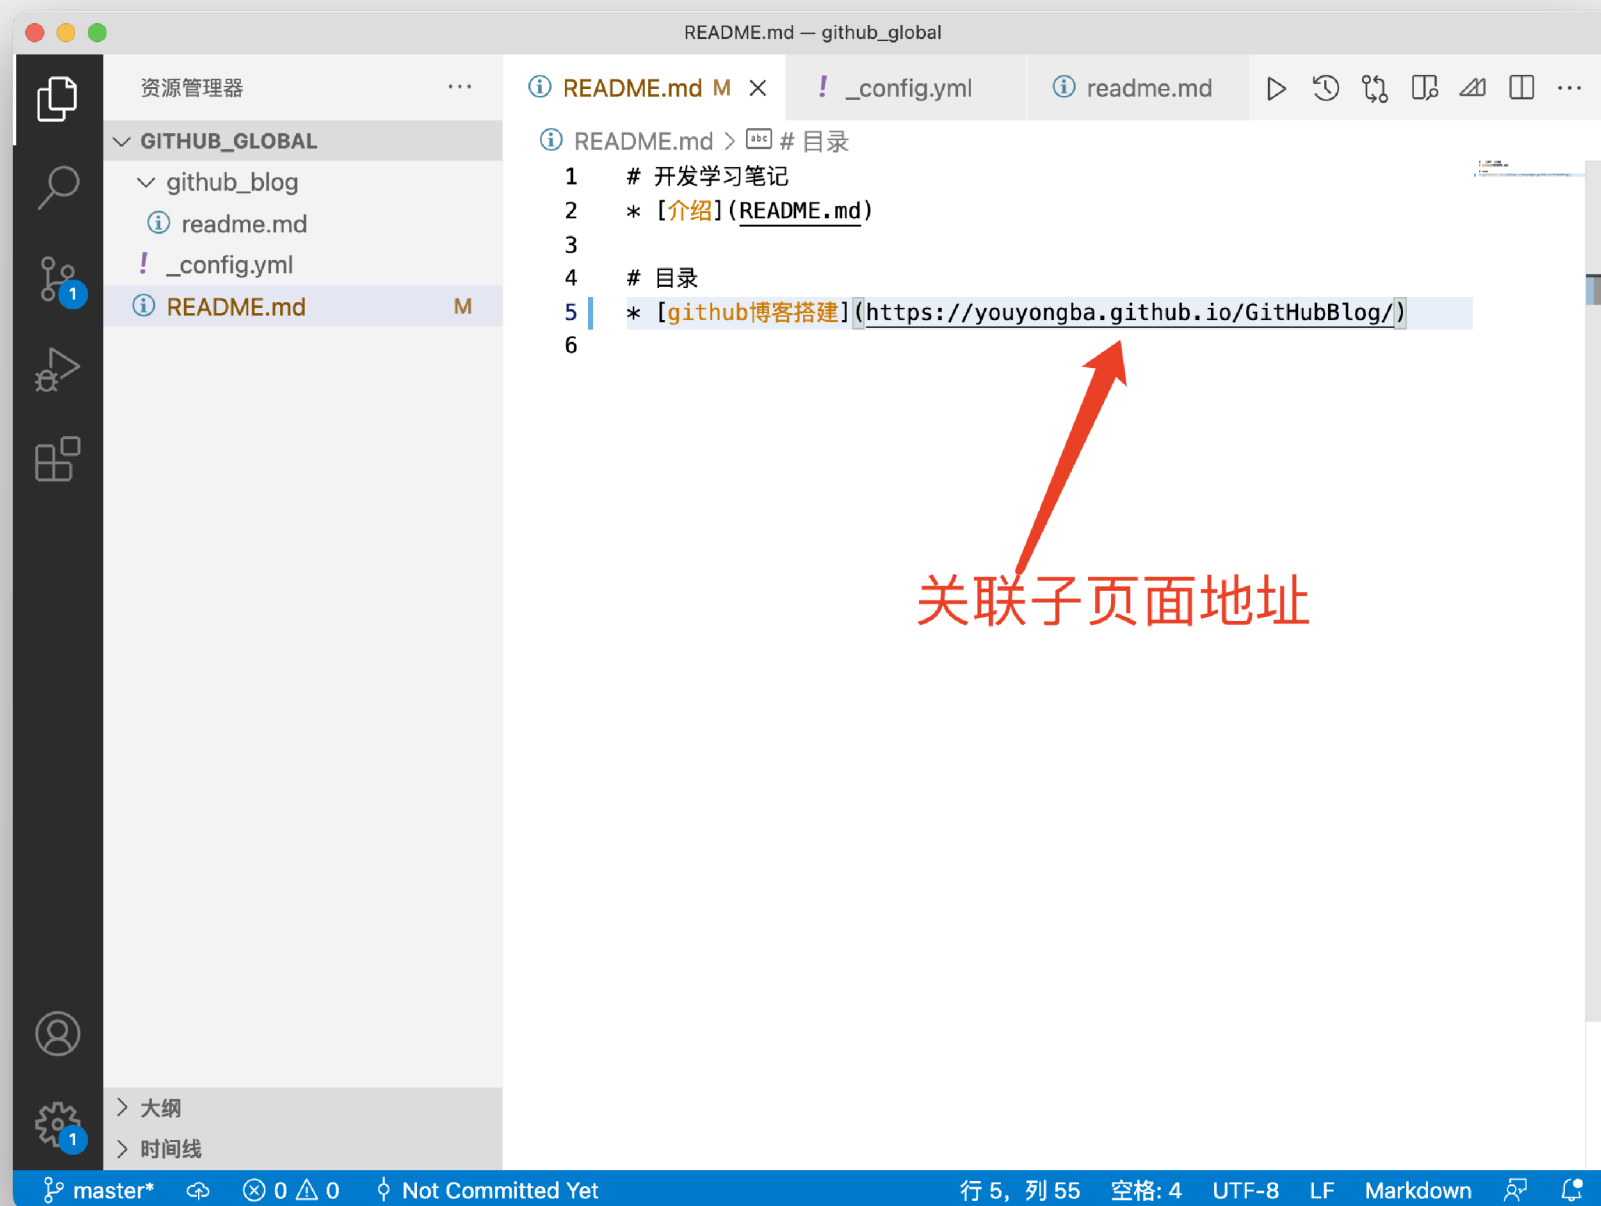 README.md — github_global
资源管理器 ···
README.md M
_config.yml
readme.md
GITHUB_GLOBAL
github_blog
readme.md
_config.yml
README.md M
README.md > abc # 目录
1 # 开发学习笔记
2 * [介绍](README.md)
3
4 # 目录
5 * [github博客搭建](https://youyongba.github.io/GitHubBlog/)
6
关联子页面地址
1
1
大纲
时间线
master* 0 0 Not Committed Yet 行 5，列 55 空格: 4 UTF-8 LF Markdown